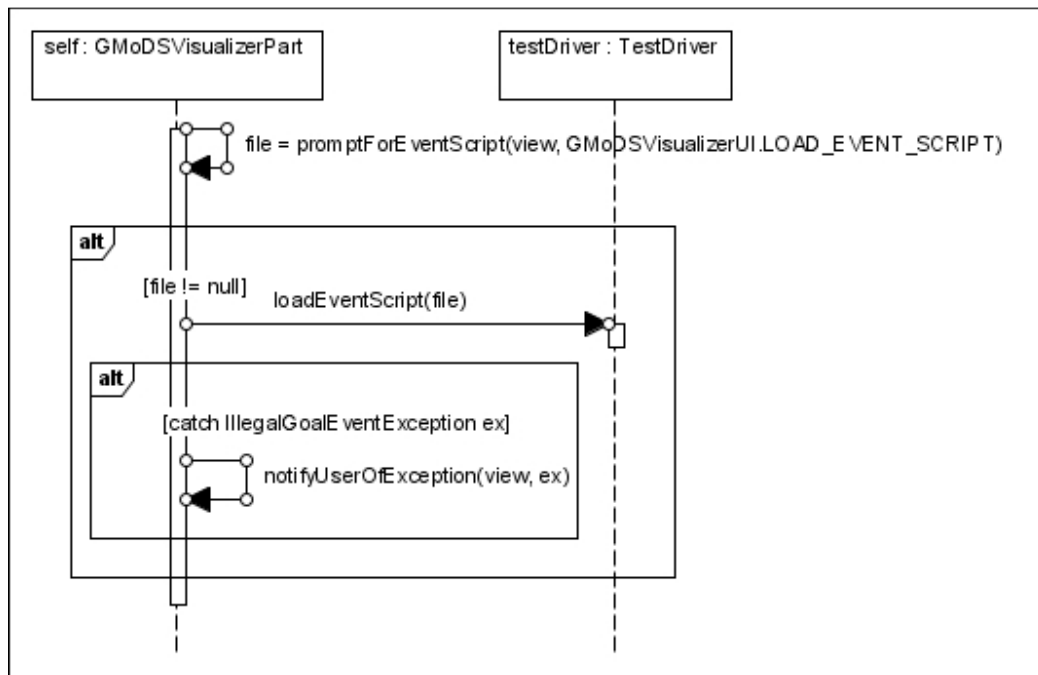 self : GMoDSVisualizerPart
testDriver : TestDriver
file = promptForEventScript(view, GMoDSVisualizerUI.LOAD_EVENT_SCRIPT)
alt
[file != null]
loadEventScript(file)
alt
[catch IllegalGoalEventException ex]
notifyUserOfException(view, ex)